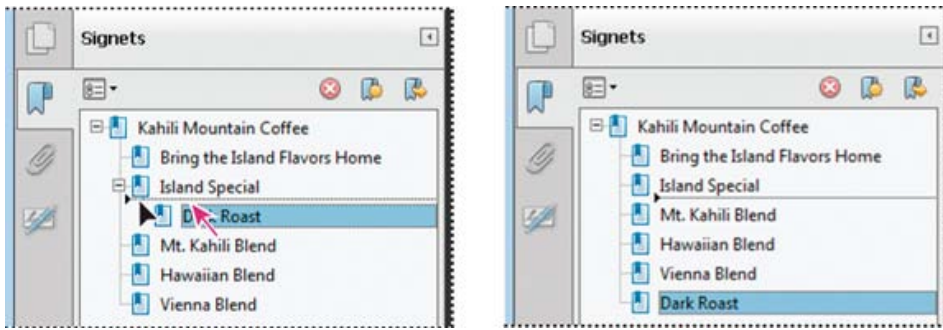 Signets
Kahili Mountain Coffee
Bring the Island Flavors Home
Island Special
Roast
Mt. Kahili Blend
Hawaiian Blend
Vienna Blend
Signets
Kahili Mountain Coffee
Bring the Island Flavors Home
Island Special
Mt. Kahili Blend
Hawaiian Blend
Vienna Blend
Dark Roast